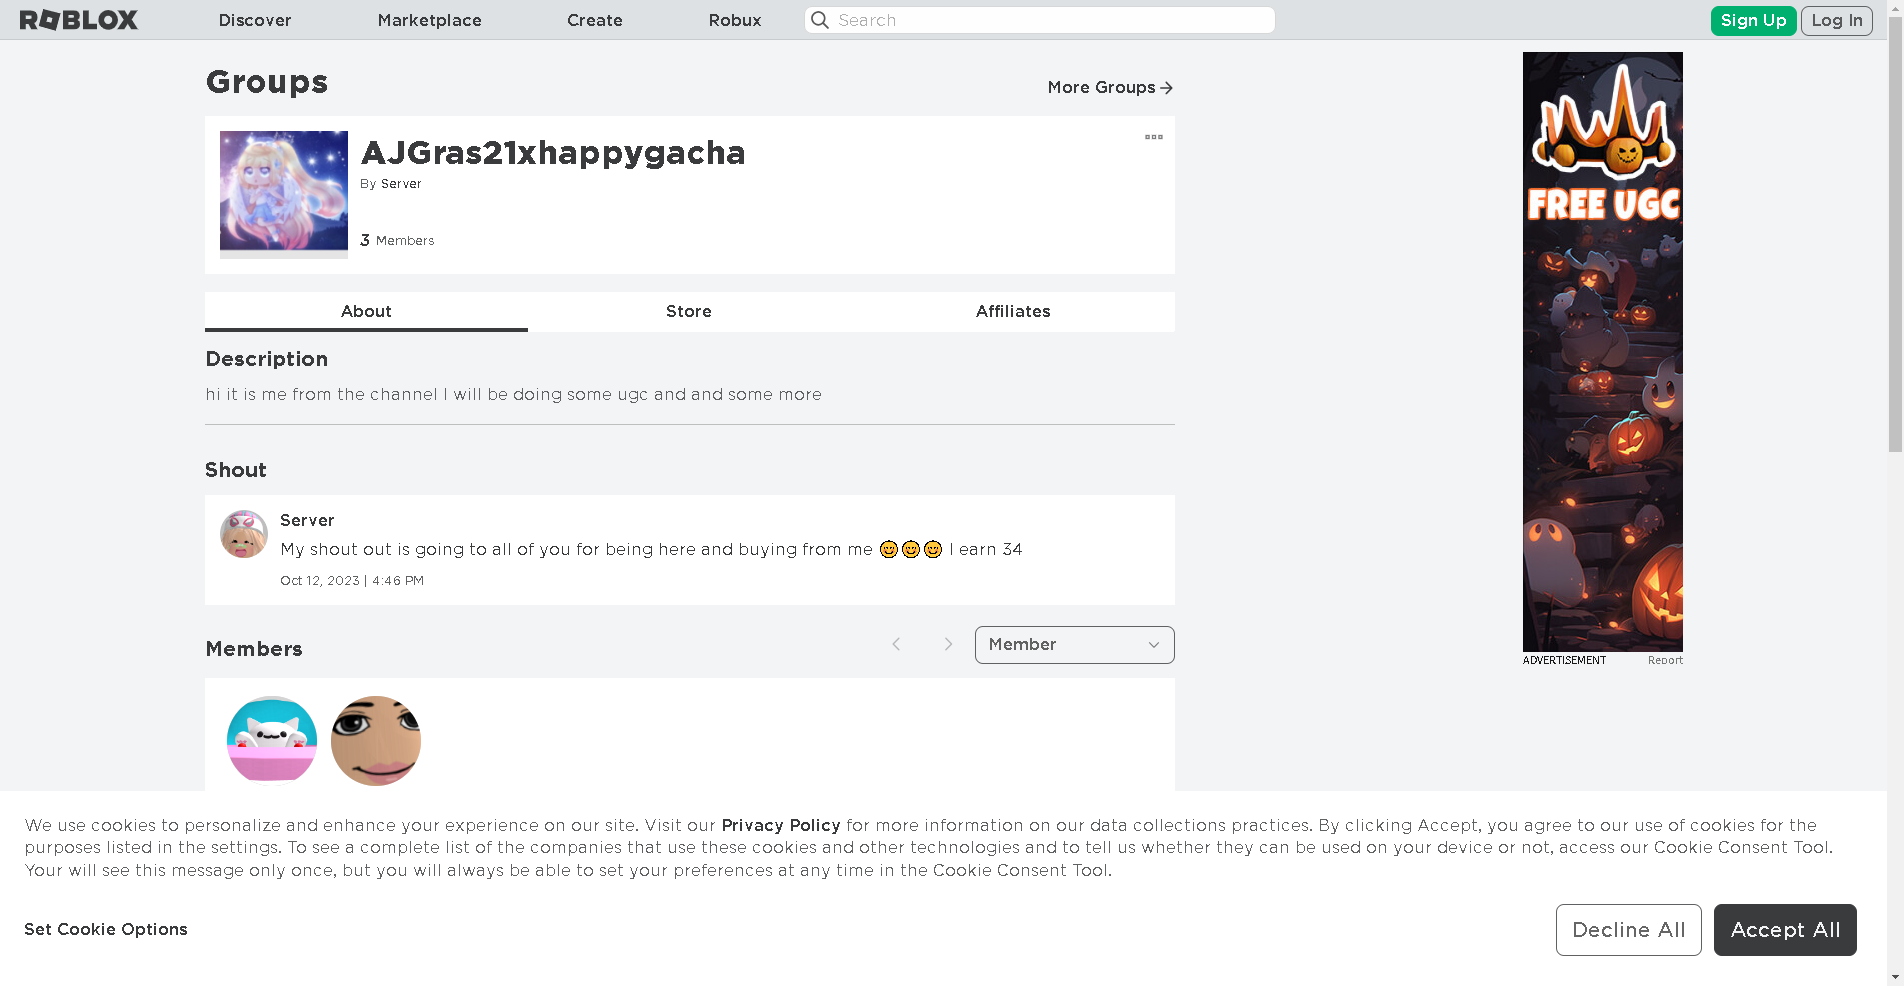 ROBLOX
Discover
Marketplace
Create
Robux
Search
Sign Up
Log In
Groups
More Groups
AJGras21xhappygacha
By Server
3 Members
About
Store
Affiliates
Description
hi it is me from the channel I will be doing some ugc and and some more
Shout
Server
My shout out is going to all of you for being here and buying from me 😊😊😊 I earn 34
Oct 12, 2023 | 4:46 PM
Members
Member
FREE UGC
ADVERTISEMENT
Report
We use cookies to personalize and enhance your experience on our site. Visit our Privacy Policy for more information on our data collections practices. By clicking Accept, you agree to our use of cookies for the
purposes listed in the settings. To see a complete list of the companies that use these cookies and other technologies and to tell us whether they can be used on your device or not, access our Cookie Consent Tool.
Your will see this message only once, but you will always be able to set your preferences at any time in the Cookie Consent Tool.
Set Cookie Options
Decline All
Accept All